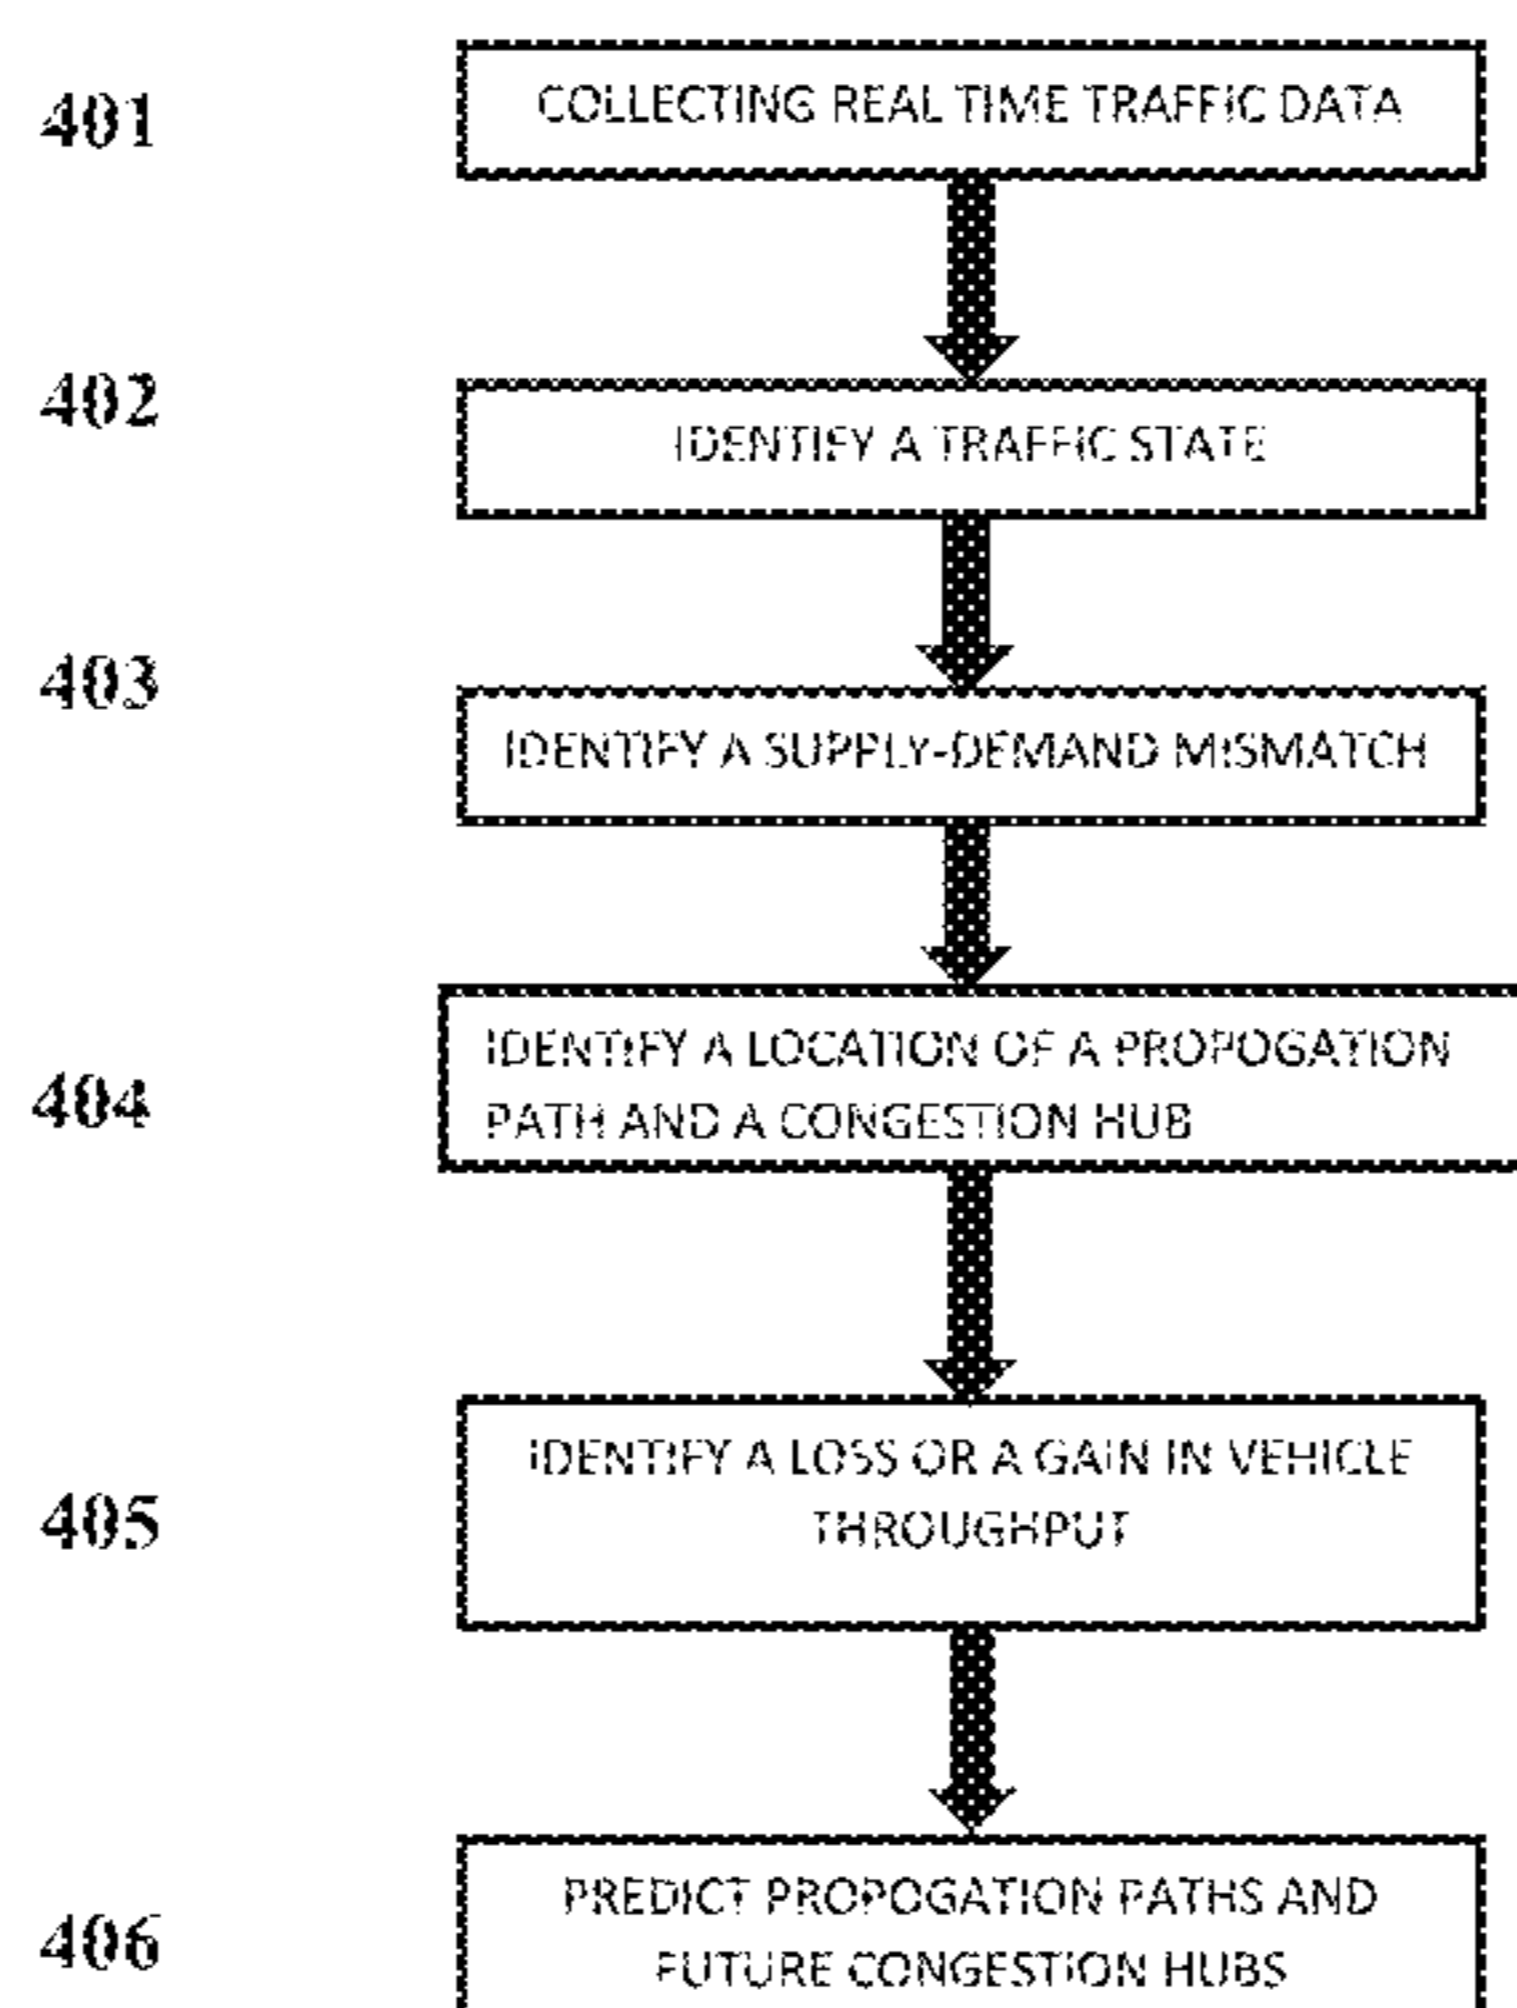 401
COLLECTING REAL TIME TRAFFIC DATA
402
IDENTIFY A TRAFFIC STATE
403
IDENTIFY A SUPPLY-DEMAND MISMATCH
404
IDENTIFY A LOCATION OF A PROPOGATION
PATH AND A CONGESTION HUB
405
IDENTIFY A LOSS OR A GAIN IN VEHICLE
THROUGHPUT
406
PREDICT PROPOGATION PATHS AND
FUTURE CONGESTION HUBS